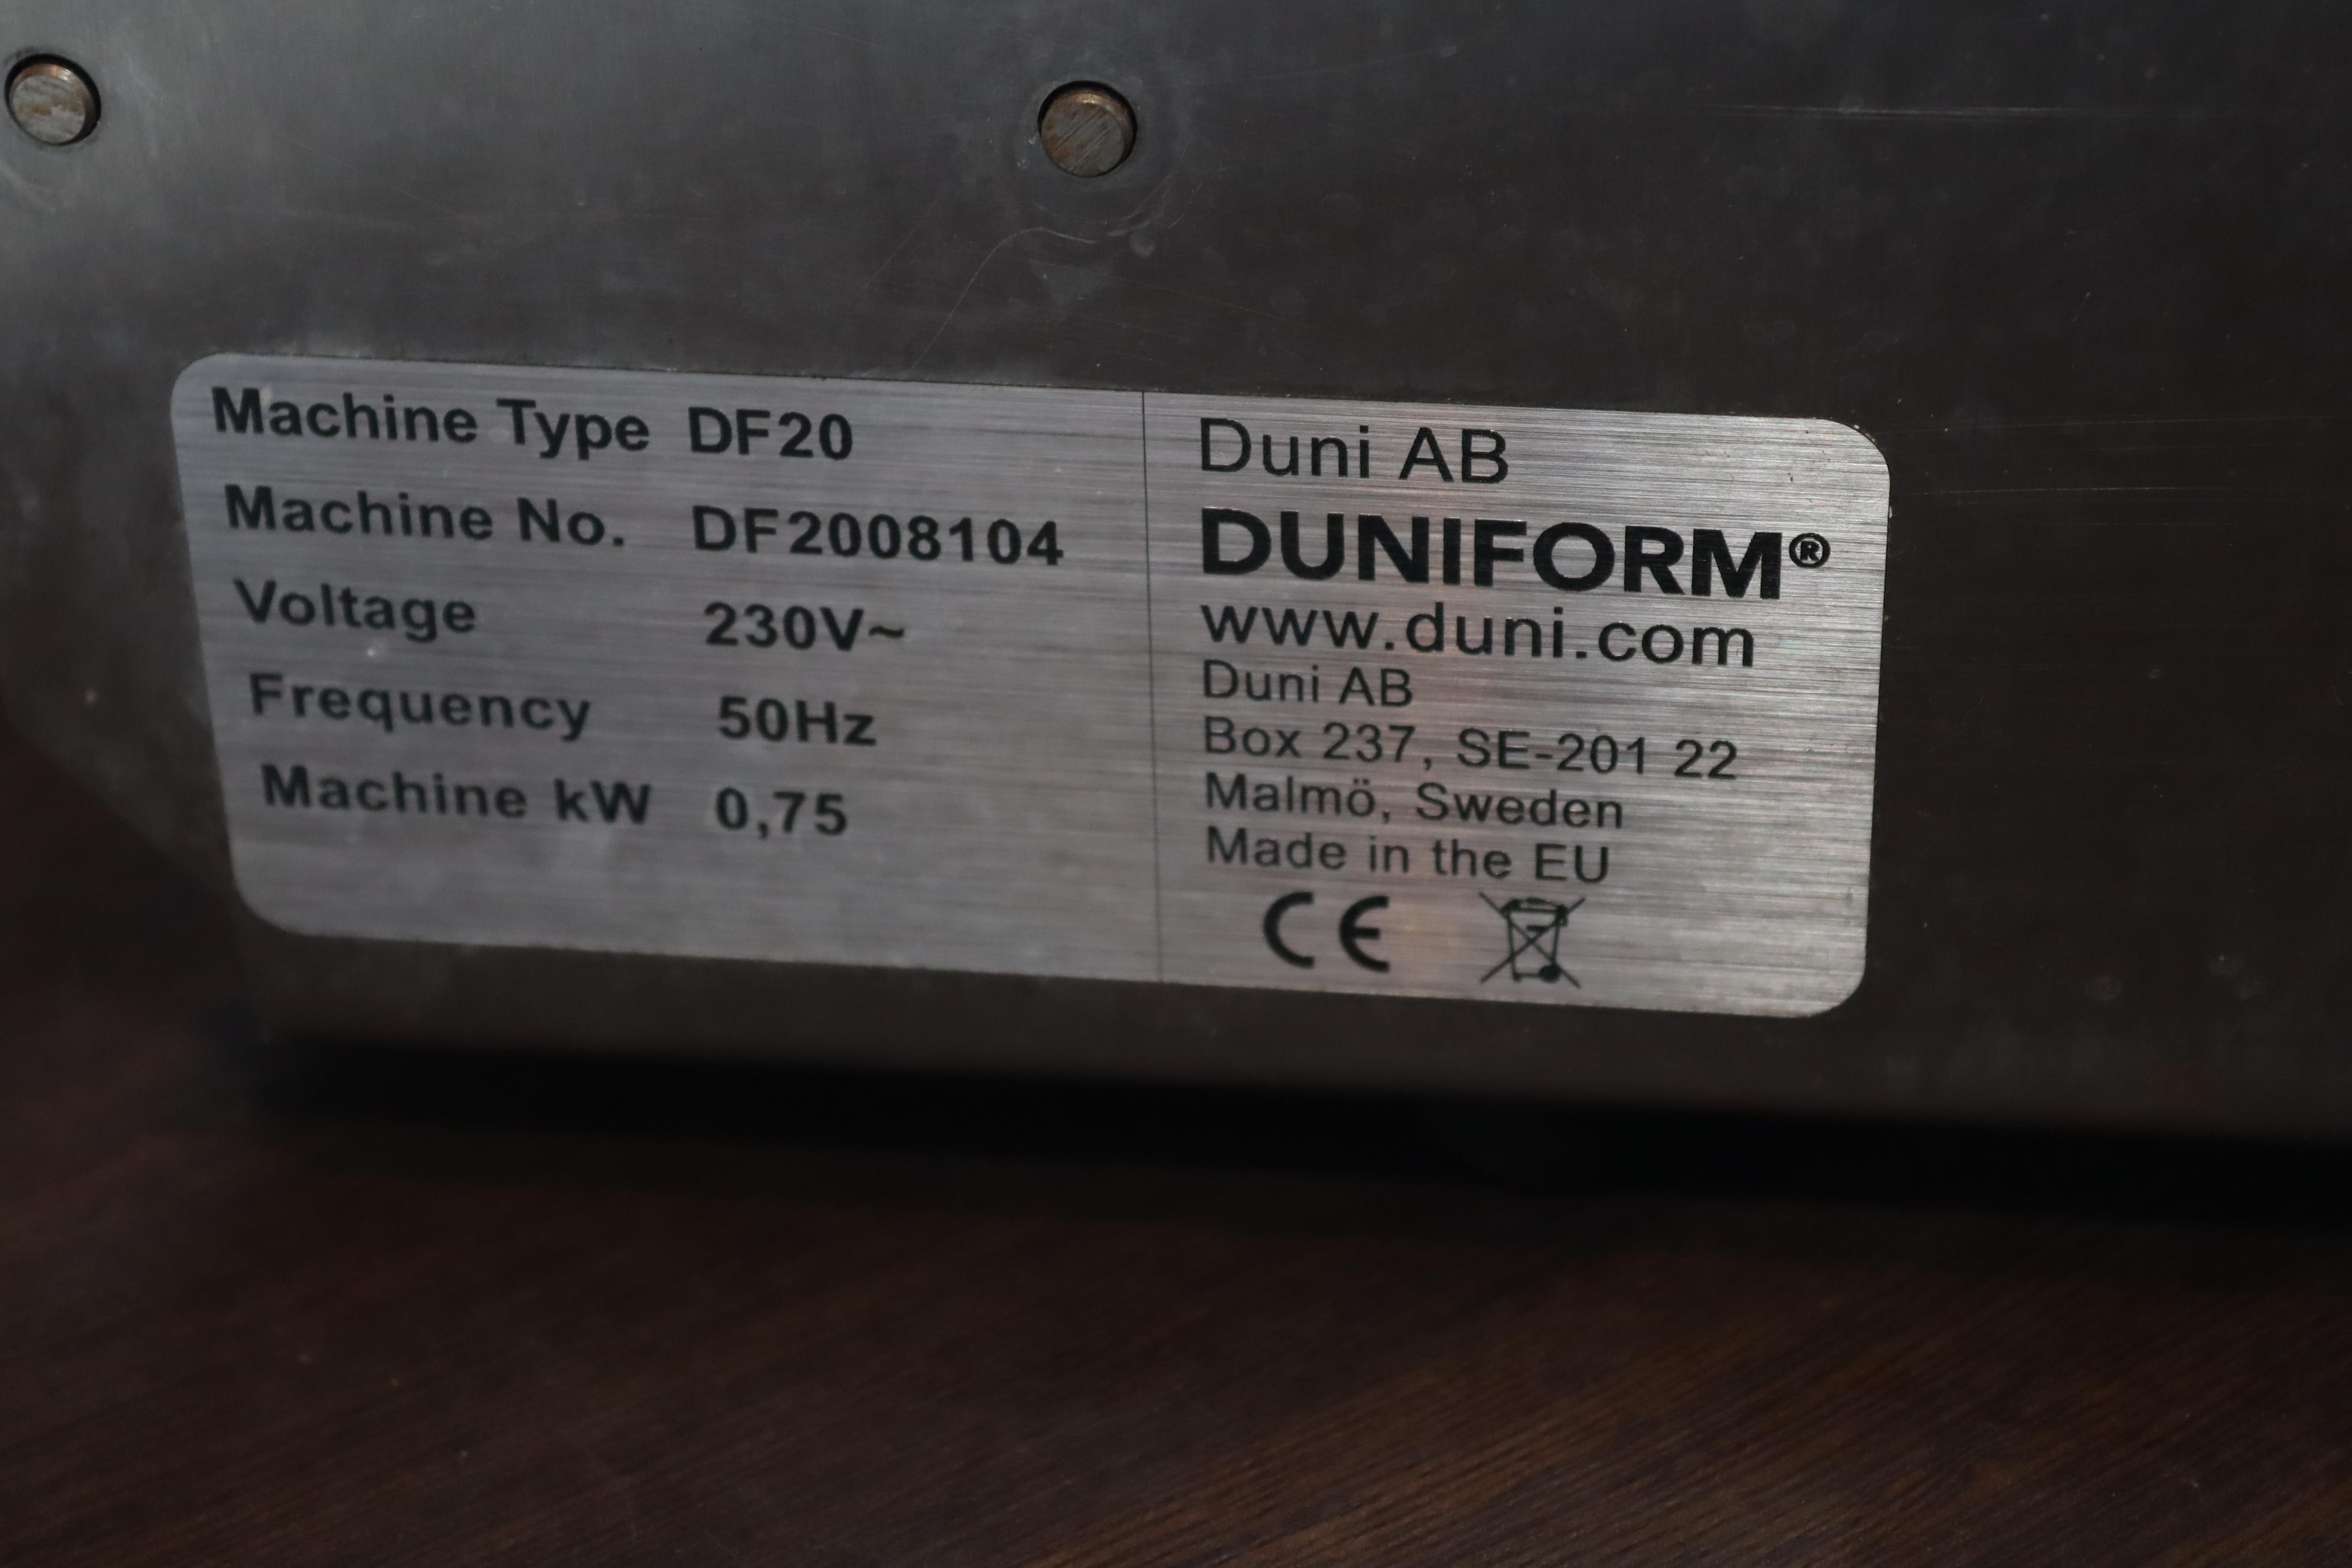 Machine Type DF20
Machine No. DF2008104
Voltage 230V~
Frequency 50Hz
Machine kW 0,75
Duni AB
DUNIFORM®
www.duni.com
Duni AB
Box 237, SE-201 22
Malmö, Sweden
Made in the EU
CE